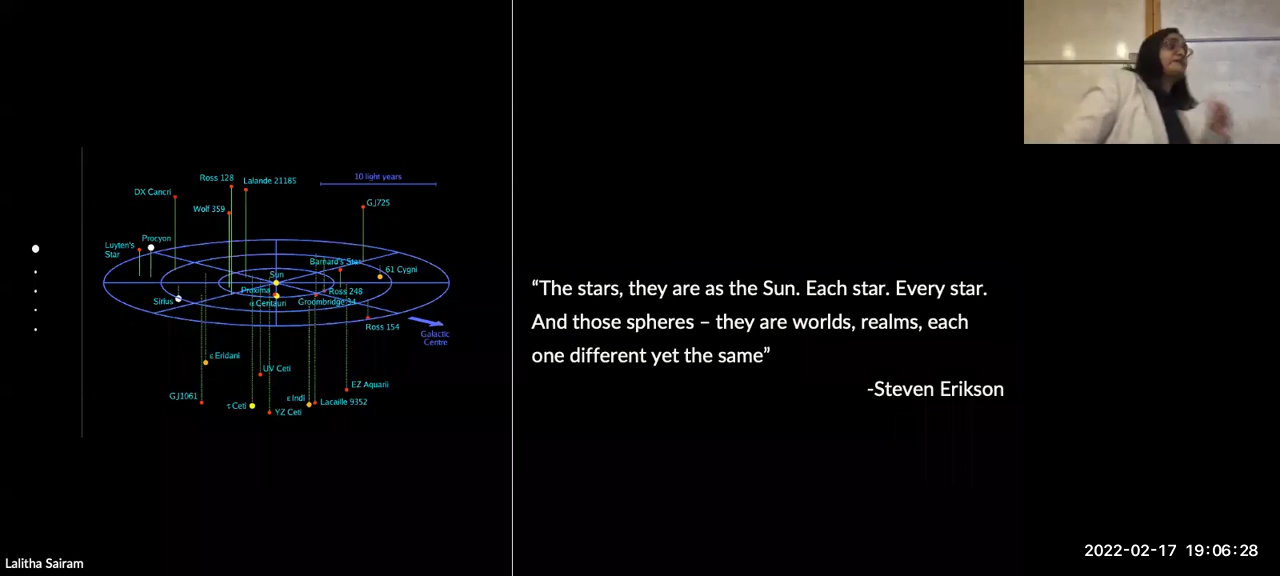 Ross 128
Lalande 21185
10 light years
DX Cancri
Wolf 359
GJ725
Luyten's
Star
Procyon
Barnard's Star
61 Cygni
Sun
Sirius
Proxima
α Centauri
Ross 248
Groombridge 34
Ross 154
Galactic
Centre
ε Eridani
UV Ceti
EZ Aquarii
GJ1061
τ Ceti
ε Indi
Lacaille 9352
YZ Ceti
“The stars, they are as the Sun. Each star. Every star.
And those spheres – they are worlds, realms, each
one different yet the same”
-Steven Erikson
Lalitha Sairam
2022-02-17 19:06:28